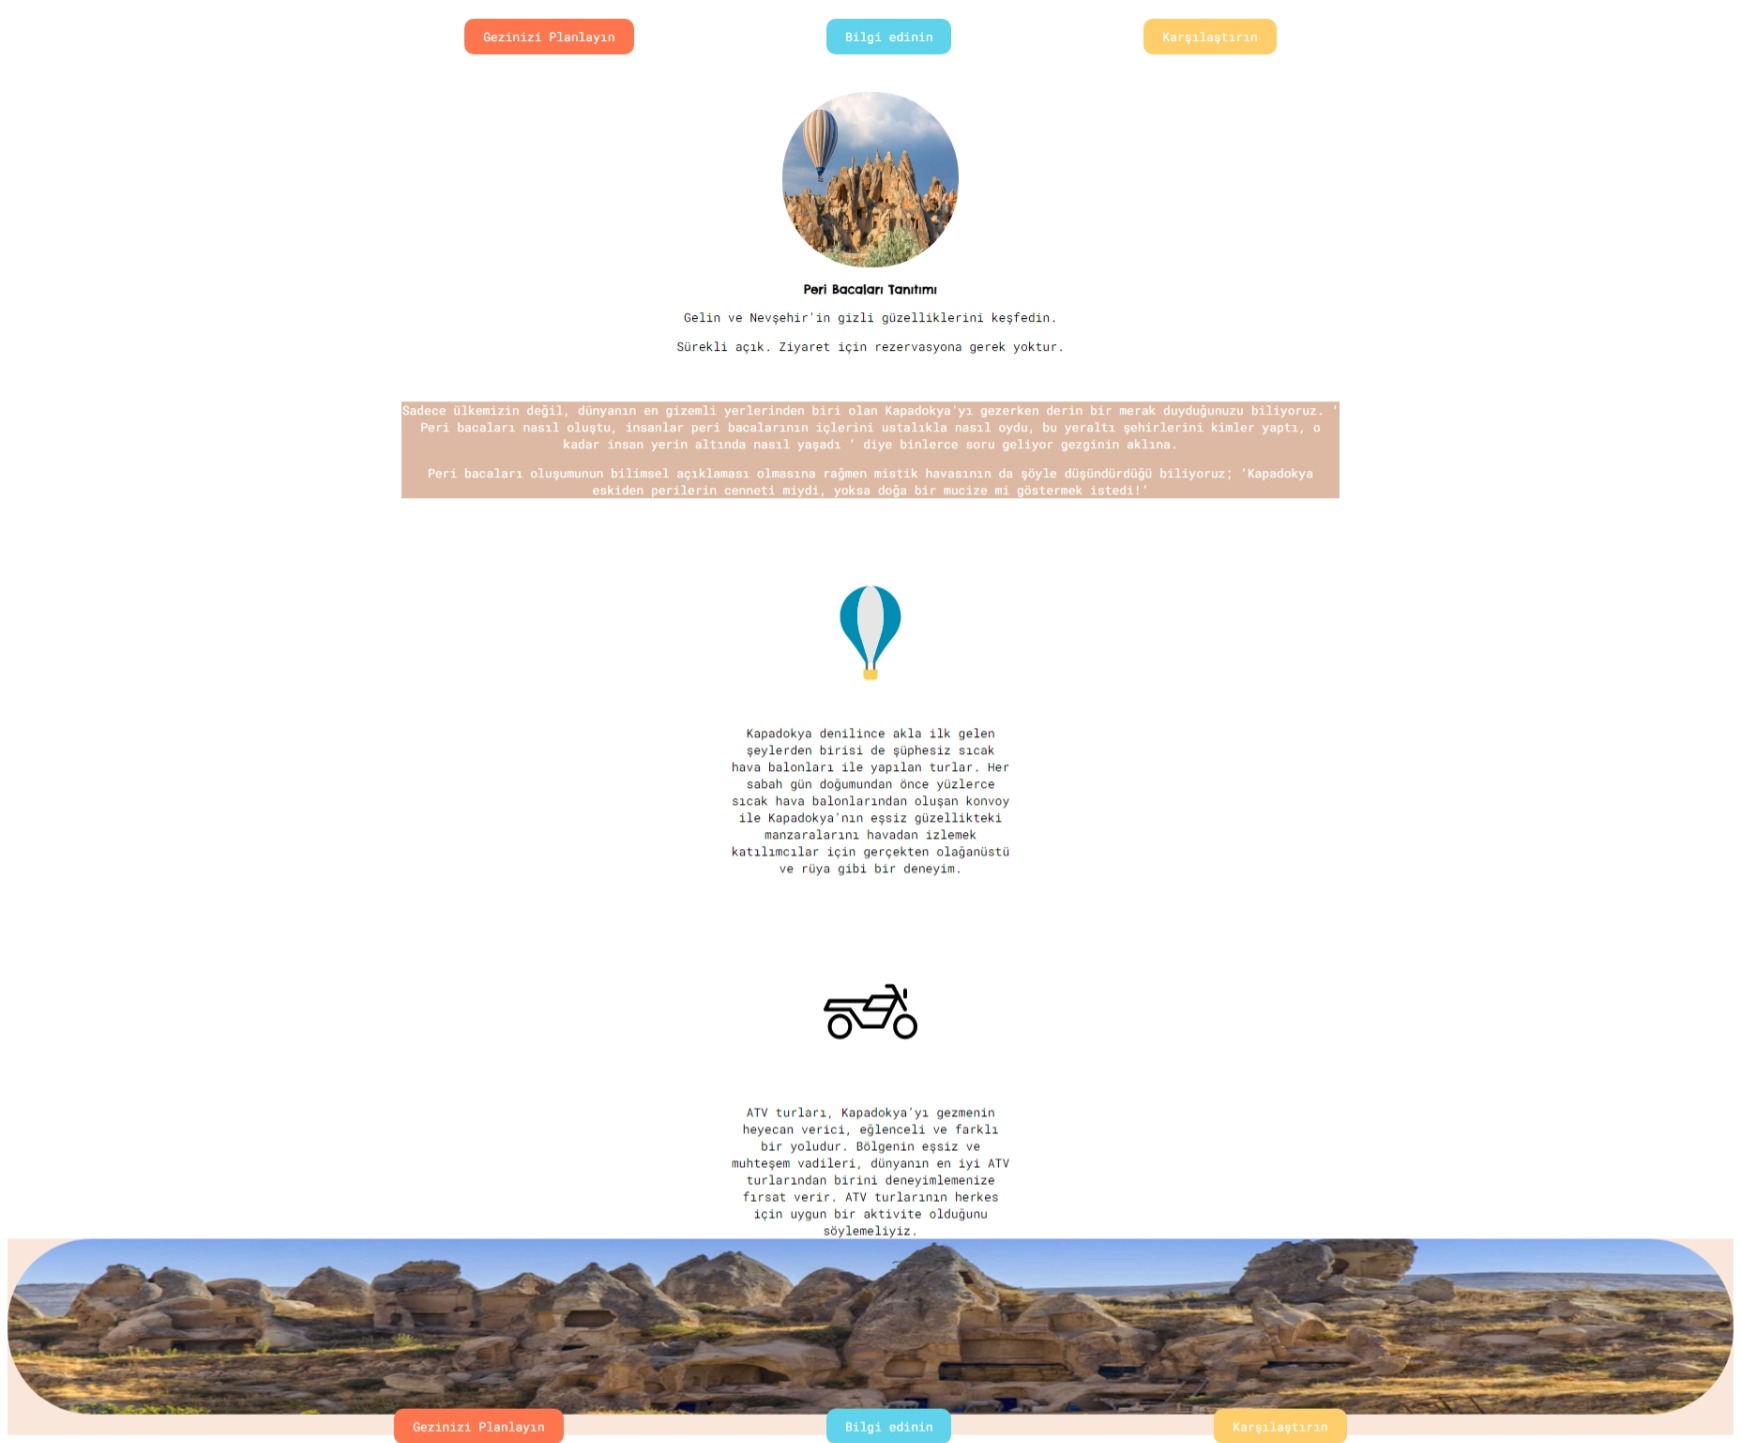 Gezinizi Planlayın
Bilgi edinin
Karşılaştırın
Peri Bacaları Tanıtımı
Gelin ve Nevşehir'in gizli güzelliklerini keşfedin.
Sürekli açık. Ziyaret için rezervasyona gerek yoktur.
Sadece ülkemizin değil, dünyanın en gizemli yerlerinden biri olan Kapadokya'yı gezerken derin bir merak duyduğunuzu biliyoruz. ‘
Peri bacaları nasıl oluştu, insanlar peri bacalarının içlerini ustalıkla nasıl oydu, bu yeraltı şehirlerini kimler yaptı, o
kadar insan yerin altında nasıl yaşadı ’ diye binlerce soru geliyor gezginin aklına.
Peri bacaları oluşumunun bilimsel açıklaması olmasına rağmen mistik havasının da şöyle düşündürdüğü biliyoruz; ‘Kapadokya
eskiden perilerin cenneti miydi, yoksa doğa bir mucize mi göstermek istedi!’
Kapadokya denilince akla ilk gelen
şeylerden birisi de şüphesiz sıcak
hava balonları ile yapılan turlar. Her
sabah gün doğumundan önce yüzlerce
sıcak hava balonlarından oluşan konvoy
ile Kapadokya’nın eşsiz güzellikteki
manzaralarını havadan izlemek
katılımcılar için gerçekten olağanüstü
ve rüya gibi bir deneyim.
ATV turları, Kapadokya’yı gezmenin
heyecan verici, eğlenceli ve farklı
bir yoludur. Bölgenin eşsiz ve
muhteşem vadileri, dünyanın en iyi ATV
turlarından birini deneyimlemenize
fırsat verir. ATV turlarının herkes
için uygun bir aktivite olduğunu
söylemeliyiz.
Gezinizi Planlayın
Bilgi edinin
Karşılaştırın